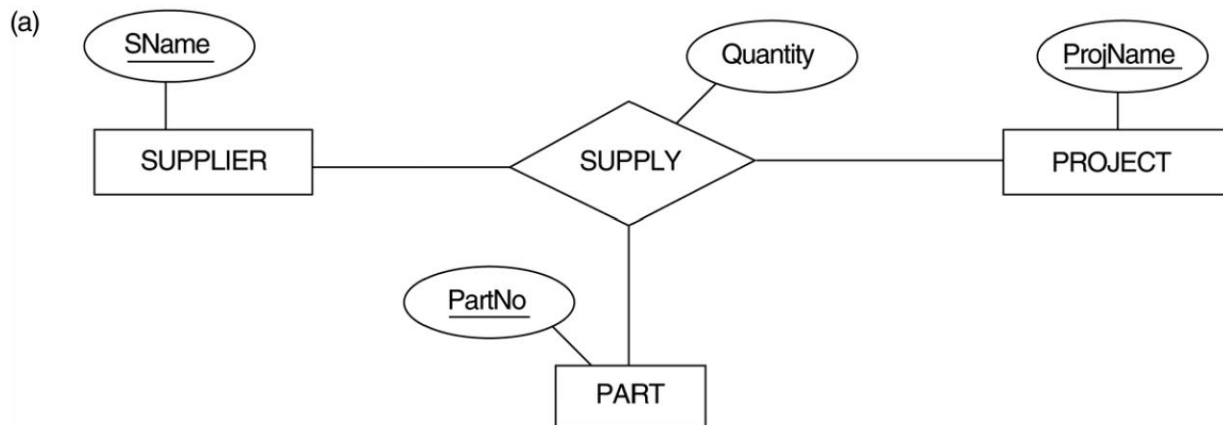 (a)
SName
Quantity
ProjName
SUPPLIER
SUPPLY
PROJECT
PartNo
PART